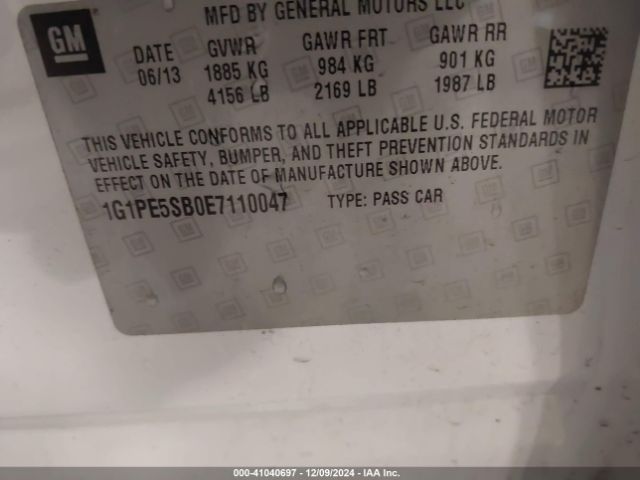 MFD BY GENERAL MOTORS LLC
GM
DATE GVWR GAWR FRT GAWR RR
06/13 1885 KG 984 KG 901 KG
4156 LB 2169 LB 1987 LB
THIS VEHICLE CONFORMS TO ALL APPLICABLE U.S. FEDERAL MOTOR
VEHICLE SAFETY, BUMPER, AND THEFT PREVENTION STANDARDS IN
EFFECT ON THE DATE OF MANUFACTURE SHOWN ABOVE.
1G1PE5SB0E7110047 TYPE: PASS CAR
000-41040697 - 12/09/2024 - IAAI Inc.